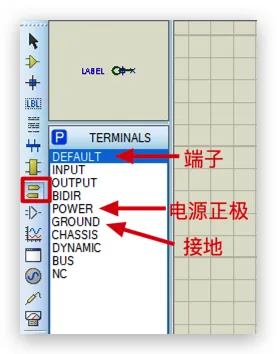 LABEL
LBL
P TERMINALS
DEFAULT
INPUT
OUTPUT
BIDIR
POWER
GROUND
CHASSIS
DYNAMIC
BUS
NC
端子
电源正极
接地